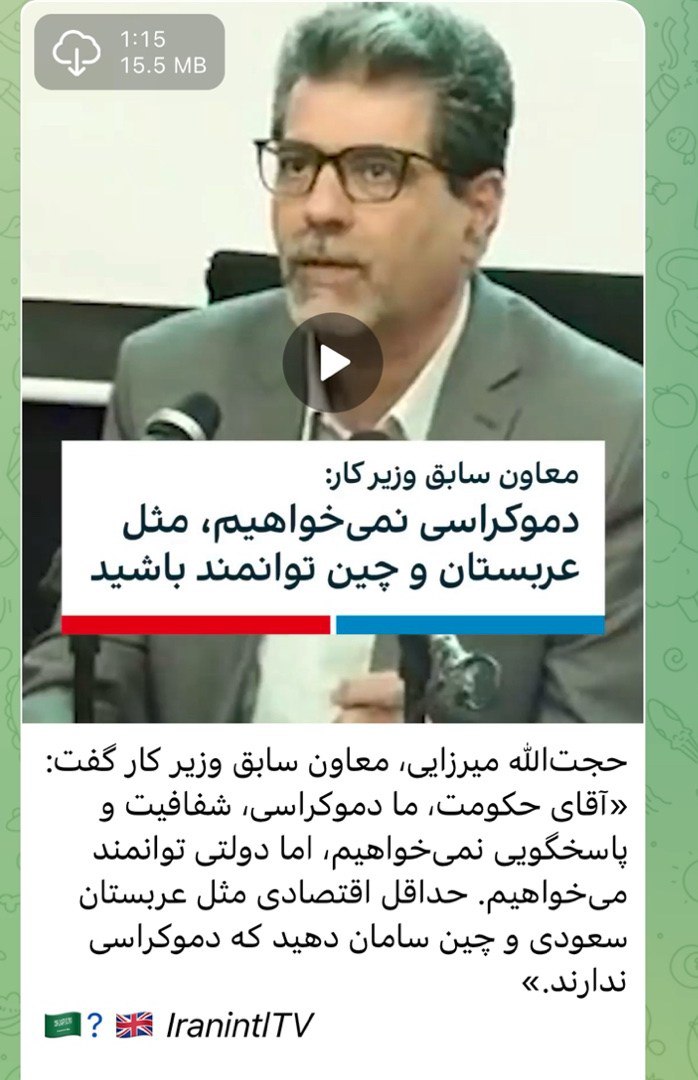 1:15
15.5 MB
معاون سابق وزیر کار:
دموکراسی نمی‌خواهیم، مثل
عربستان و چین توانمند باشید
حجت‌الله میرزایی، معاون سابق وزیر کار گفت:
«آقای حکومت، ما دموکراسی، شفافیت و
پاسخگویی نمی‌خواهیم، اما دولتی توانمند
می‌خواهیم. حداقل اقتصادی مثل عربستان
سعودی و چین سامان دهید که دموکراسی
ندارند.»
🇸🇦? 🇬🇧 IranintlTV